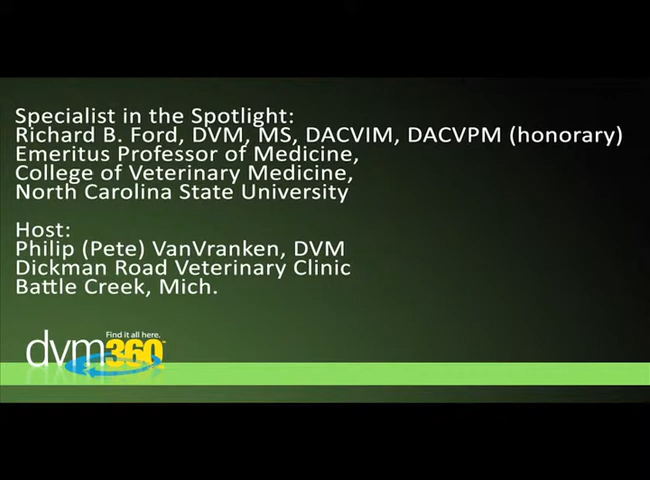 Specialist in the Spotlight:
Richard B. Ford, DVM, MS, DACVIM, DACVPM (honorary)
Emeritus Professor of Medicine,
College of Veterinary Medicine,
North Carolina State University
Host:
Philip (Pete) VanVranken, DVM
Dickman Road Veterinary Clinic
Battle Creek, Mich.
Find it all here.
dvm360